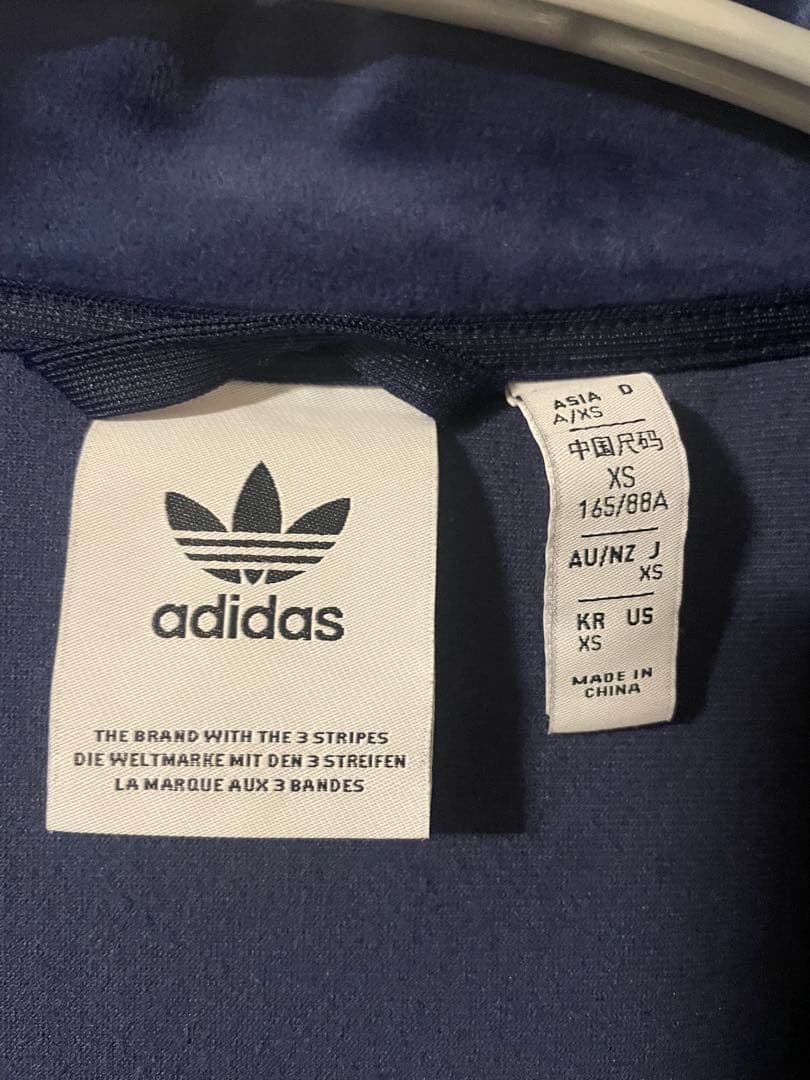 adidas
THE BRAND WITH THE 3 STRIPES
DIE WELTMARKE MIT DEN 3 STREIFEN
LA MARQUE AUX 3 BANDES
ASIA D
A/XS
中国尺码
XS
165/88A
AU/NZ J
XS
KR US
XS
MADE IN
CHINA